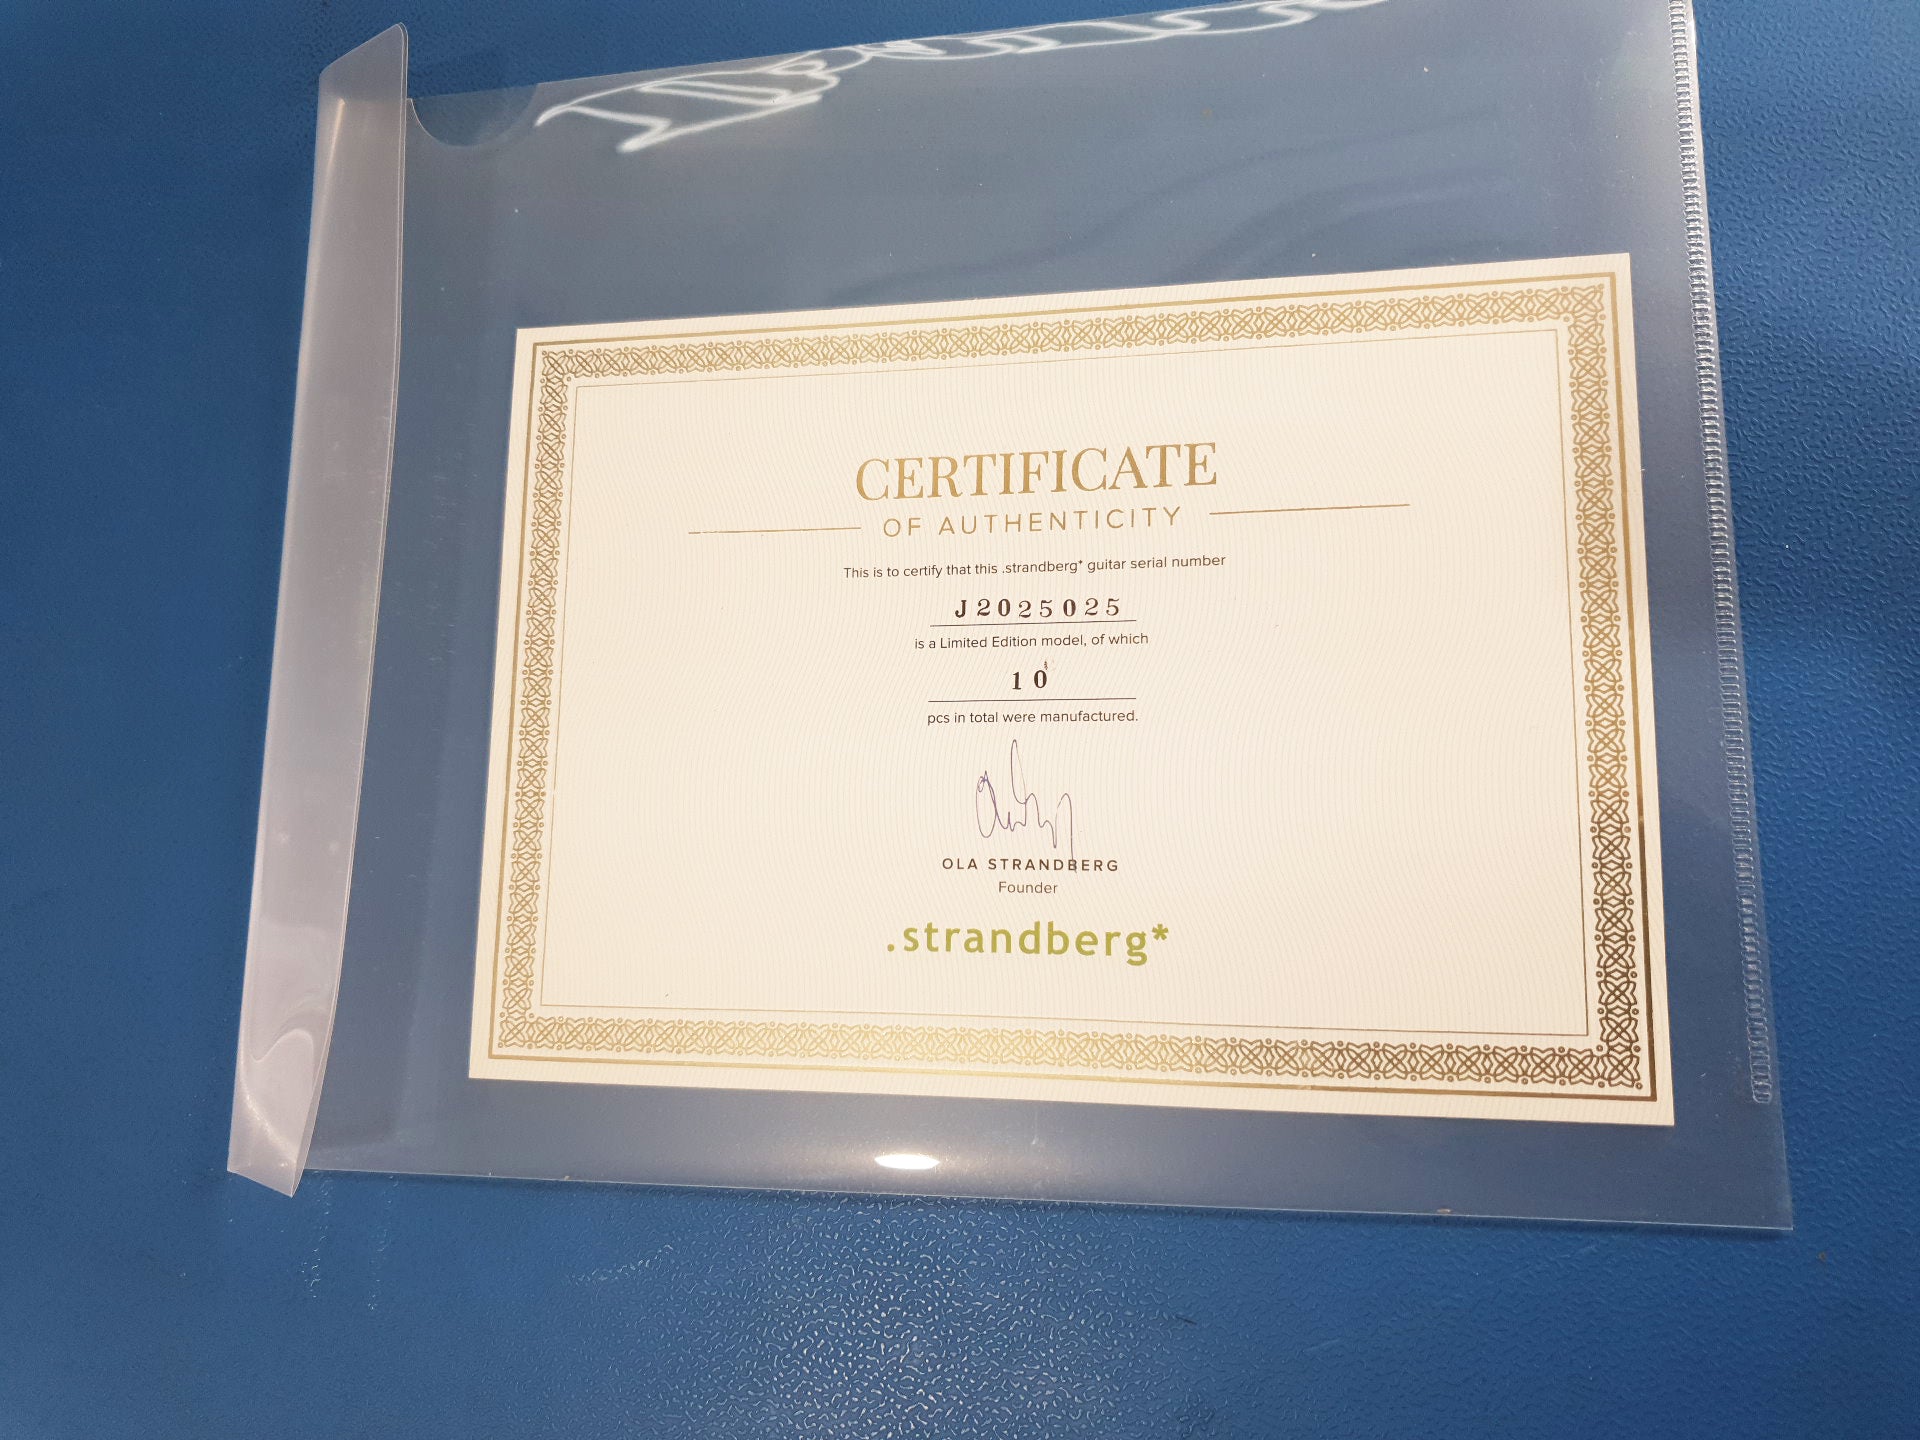 CERTIFICATE
OF AUTHENTICITY
This is to certify that this .strandberg* guitar serial number
J2025025
is a Limited Edition model, of which
10
pcs in total were manufactured.
OLA STRANDBERG
Founder
.strandberg*